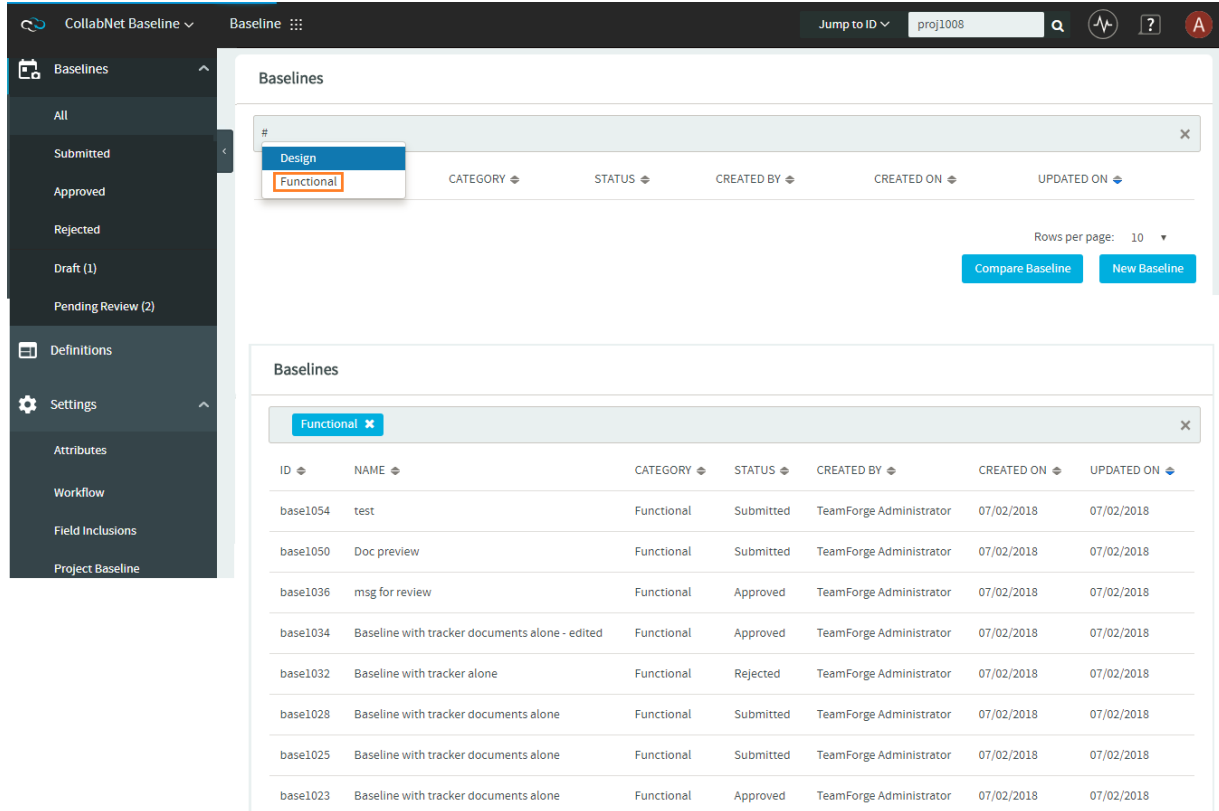 CollabNet Baseline Baseline Jump to ID proj1008 ? A
Baselines
All
Submitted
Approved
Rejected
Draft (1)
Pending Review (2)
Definitions
Settings
Attributes
Workflow
Field Inclusions
Project Baseline
Baselines
#
Design
Functional
CATEGORY STATUS CREATED BY CREATED ON UPDATED ON
Rows per page: 10
Compare Baseline New Baseline
Baselines
Functional
ID NAME CATEGORY STATUS CREATED BY CREATED ON UPDATED ON
base1054 test Functional Submitted TeamForge Administrator 07/02/2018 07/02/2018
base1050 Doc preview Functional Submitted TeamForge Administrator 07/02/2018 07/02/2018
base1036 msg for review Functional Approved TeamForge Administrator 07/02/2018 07/02/2018
base1034 Baseline with tracker documents alone - edited Functional Approved TeamForge Administrator 07/02/2018 07/02/2018
base1032 Baseline with tracker alone Functional Rejected TeamForge Administrator 07/02/2018 07/02/2018
base1028 Baseline with tracker documents alone Functional Submitted TeamForge Administrator 07/02/2018 07/02/2018
base1025 Baseline with tracker documents alone Functional Submitted TeamForge Administrator 07/02/2018 07/02/2018
base1023 Baseline with tracker documents alone Functional Approved TeamForge Administrator 07/02/2018 07/02/2018